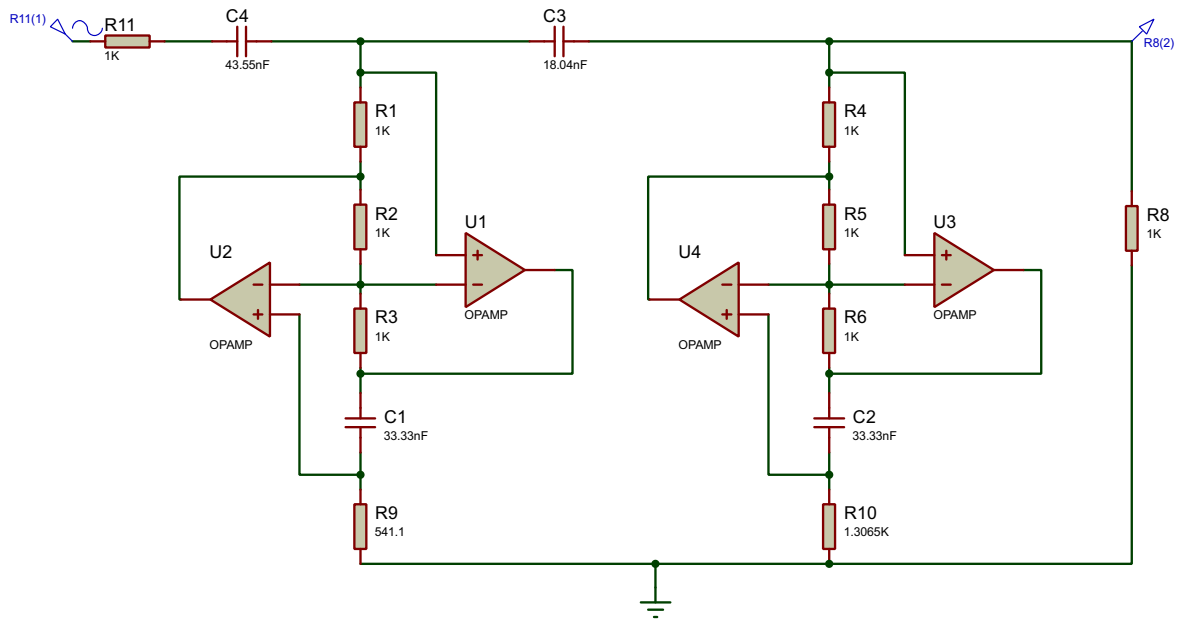 R11(1)
R11
1K
C4
43.55nF
C3
18.04nF
R8(2)
R1
1K
R4
1K
R2
1K
U1
R5
1K
U3
R8
1K
U2
+
−
U4
+
−
−
+
OPAMP
−
+
OPAMP
R3
1K
R6
1K
OPAMP
OPAMP
C1
33.33nF
C2
33.33nF
R9
541.1
R10
1.3065K